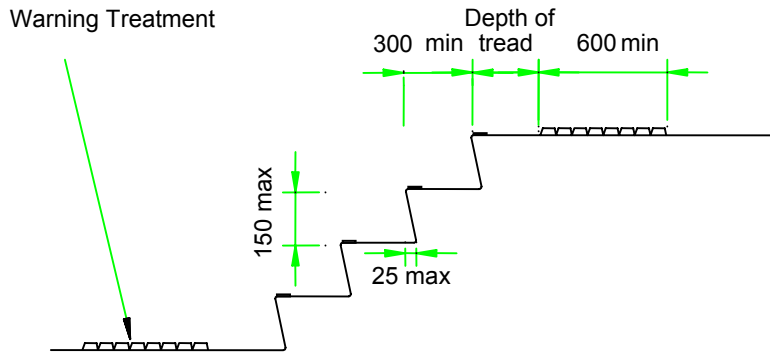 Warning Treatment
Depth of
300 min tread 600 min
150 max
25 max